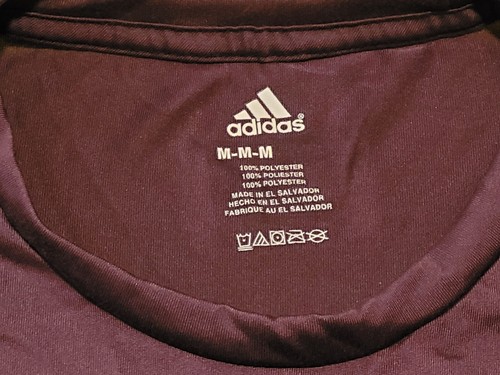 adidas®
M-M-M
100% POLYESTER
100% POLIESTER
100% POLYESTER
MADE IN EL SALVADOR
HECHO EN EL SALVADOR
FABRIQUE AU EL SALVADOR